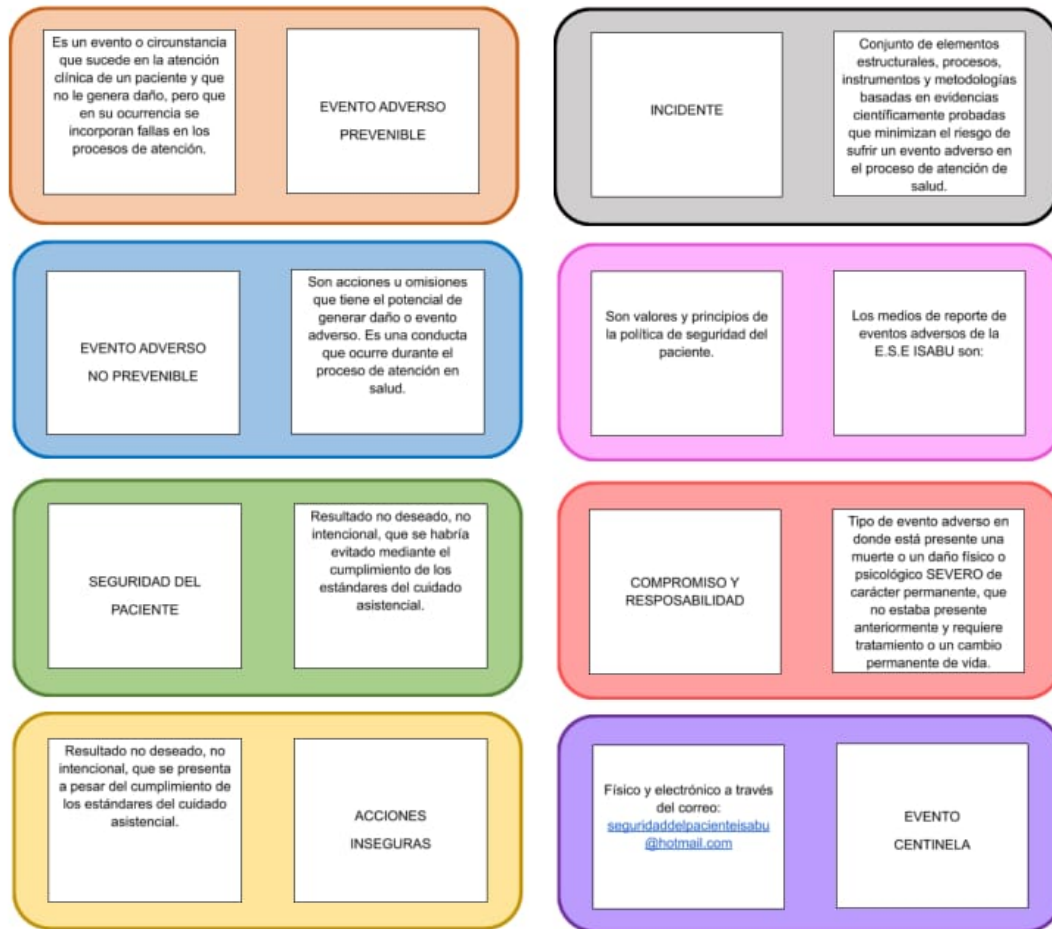 Es un evento o circunstancia
que sucede en la atención
clínica de un paciente y que
no le genera daño, pero que
en su ocurrencia se
incorporan fallas en los
procesos de atención.
EVENTO ADVERSO
PREVENIBLE
INCIDENTE
Conjunto de elementos
estructurales, procesos,
instrumentos y metodologías
basadas en evidencias
científicamente probadas
que minimizan el riesgo de
sufrir un evento adverso en
el proceso de atención de
salud.
EVENTO ADVERSO
NO PREVENIBLE
Son acciones u omisiones
que tiene el potencial de
generar daño o evento
adverso. Es una conducta
que ocurre durante el
proceso de atención en
salud.
Son valores y principios de
la política de seguridad del
paciente.
Los medios de reporte de
eventos adversos de la
E.S.E ISABU son:
SEGURIDAD DEL
PACIENTE
Resultado no deseado, no
intencional, que se habría
evitado mediante el
cumplimiento de los
estándares del cuidado
asistencial.
COMPROMISO Y
RESPOSABILIDAD
Tipo de evento adverso en
donde está presente una
muerte o un daño físico o
psicológico SEVERO de
carácter permanente, que
no estaba presente
anteriormente y requiere
tratamiento o un cambio
permanente de vida.
Resultado no deseado, no
intencional, que se presenta
a pesar del cumplimiento de
los estándares del cuidado
asistencial.
ACCIONES
INSEGURAS
Físico y electrónico a través
del correo:
seguridaddelpacienteisabu
@hotmail.com
EVENTO
CENTINELA